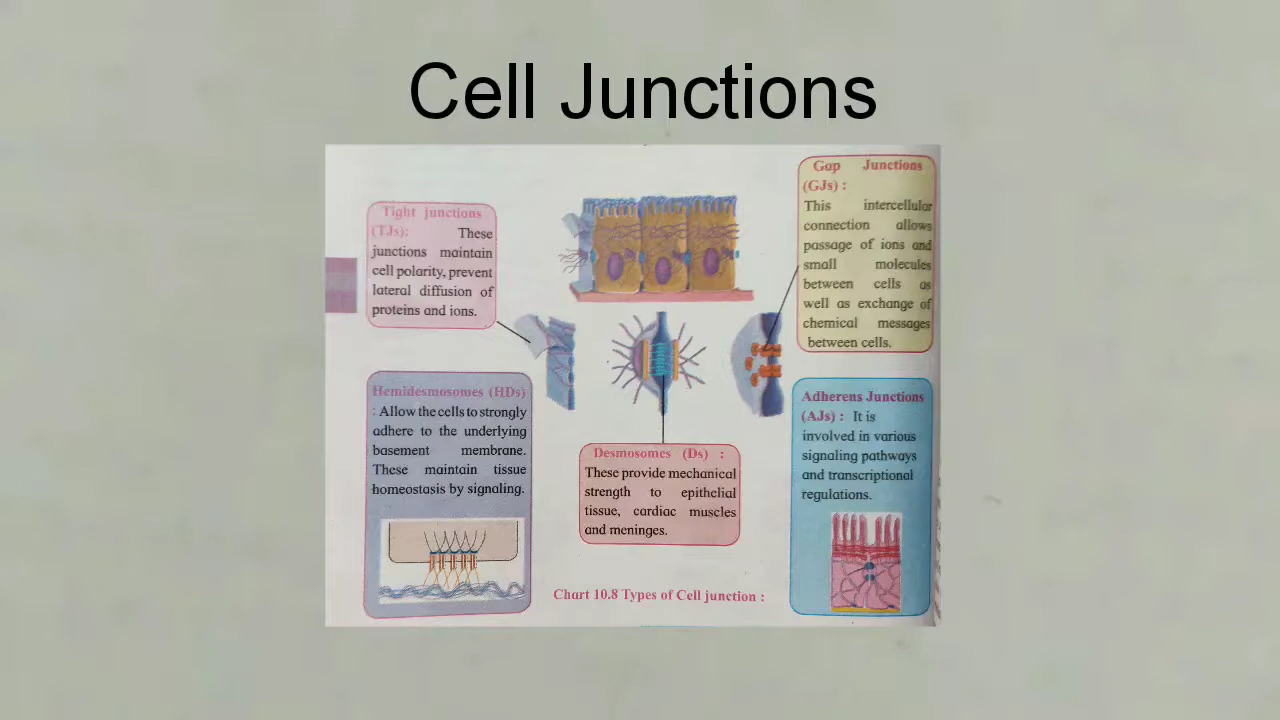 Cell Junctions
Tight junctions
(TJs): These
junctions maintain
cell polarity, prevent
lateral diffusion of
proteins and ions.
Gap Junctions
(GJs) :
This intercellular
connection allows
passage of ions and
small molecules
between cells as
well as exchange of
chemical messages
between cells.
Hemidesmosomes (HDs)
: Allow the cells to strongly
adhere to the underlying
basement membrane.
These maintain tissue
homeostasis by signaling.
Desmosomes (Ds) :
These provide mechanical
strength to epithelial
tissue, cardiac muscles
and meninges.
Adherens Junctions
(AJs) : It is
involved in various
signaling pathways
and transcriptional
regulations.
Chart 10.8 Types of Cell junction :